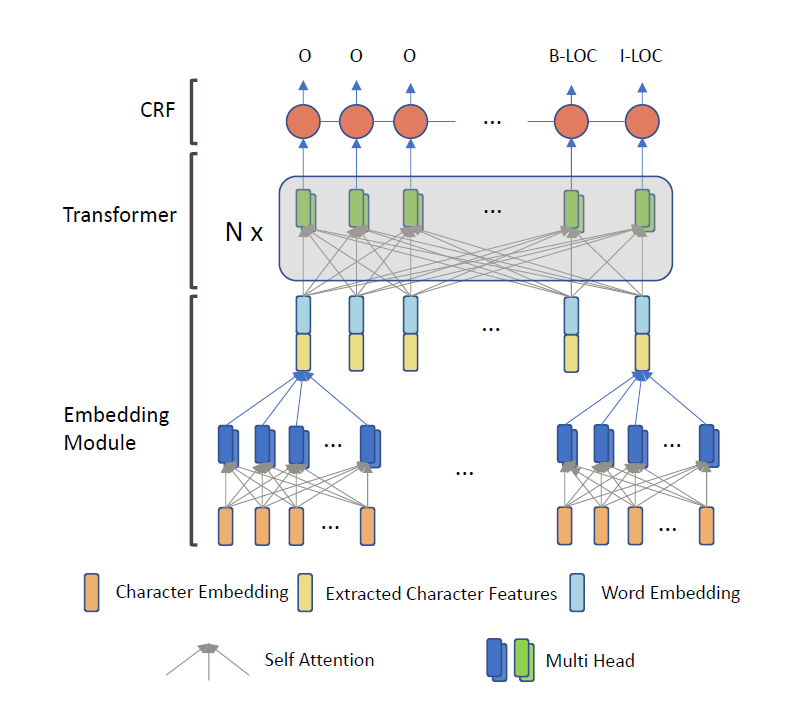 O O O B-LOC I-LOC
CRF
...
Transformer
...
N x
...
Embedding
Module
... ...
...
... ...
Character Embedding Extracted Character Features Word Embedding
Self Attention Multi Head